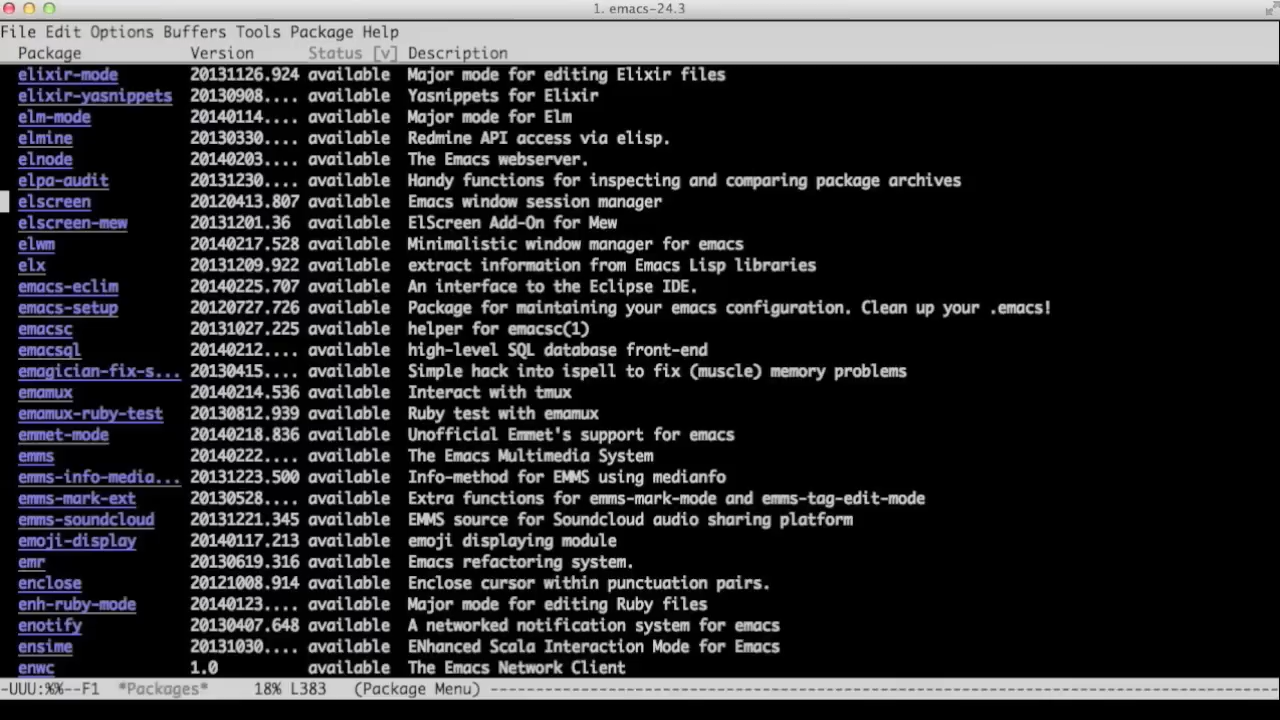 1. emacs-24.3
File Edit Options Buffers Tools Package Help
Package Version Status [v] Description
elixir-mode 20131126.924 available Major mode for editing Elixir files
elixir-yasnippets 20130908.... available Yasnippets for Elixir
elm-mode 20140114.... available Major mode for Elm
elmine 20130330.... available Redmine API access via elisp.
elnode 20140203.... available The Emacs webserver.
elpa-audit 20131230.... available Handy functions for inspecting and comparing package archives
elscreen 20120413.807 available Emacs window session manager
elscreen-mew 20131201.36 available ElScreen Add-On for Mew
elwm 20140217.528 available Minimalistic window manager for emacs
elx 20131209.922 available extract information from Emacs Lisp libraries
emacs-eclim 20140225.707 available An interface to the Eclipse IDE.
emacs-setup 20120727.726 available Package for maintaining your emacs configuration. Clean up your .emacs!
emacsc 20131027.225 available helper for emacsc(1)
emacsql 20140212.... available high-level SQL database front-end
emagician-fix-s... 20130415.... available Simple hack into ispell to fix (muscle) memory problems
emamux 20140214.536 available Interact with tmux
emamux-ruby-test 20130812.939 available Ruby test with emamux
emmet-mode 20140218.836 available Unofficial Emmet's support for emacs
emms 20140222.... available The Emacs Multimedia System
emms-info-media... 20131223.500 available Info-method for EMMS using medianfo
emms-mark-ext 20130528.... available Extra functions for emms-mark-mode and emms-tag-edit-mode
emms-soundcloud 20131221.345 available EMMS source for Soundcloud audio sharing platform
emoji-display 20140117.213 available emoji displaying module
emr 20130619.316 available Emacs refactoring system.
enclose 20121008.914 available Enclose cursor within punctuation pairs.
enh-ruby-mode 20140123.... available Major mode for editing Ruby files
enotify 20130407.648 available A networked notification system for emacs
ensime 20131030.... available ENhanced Scala Interaction Mode for Emacs
enwc 1.0 available The Emacs Network Client
-UUU:%%--F1 *Packages* 18% L383 (Package Menu) ----------------------------------------------------------------------------------------